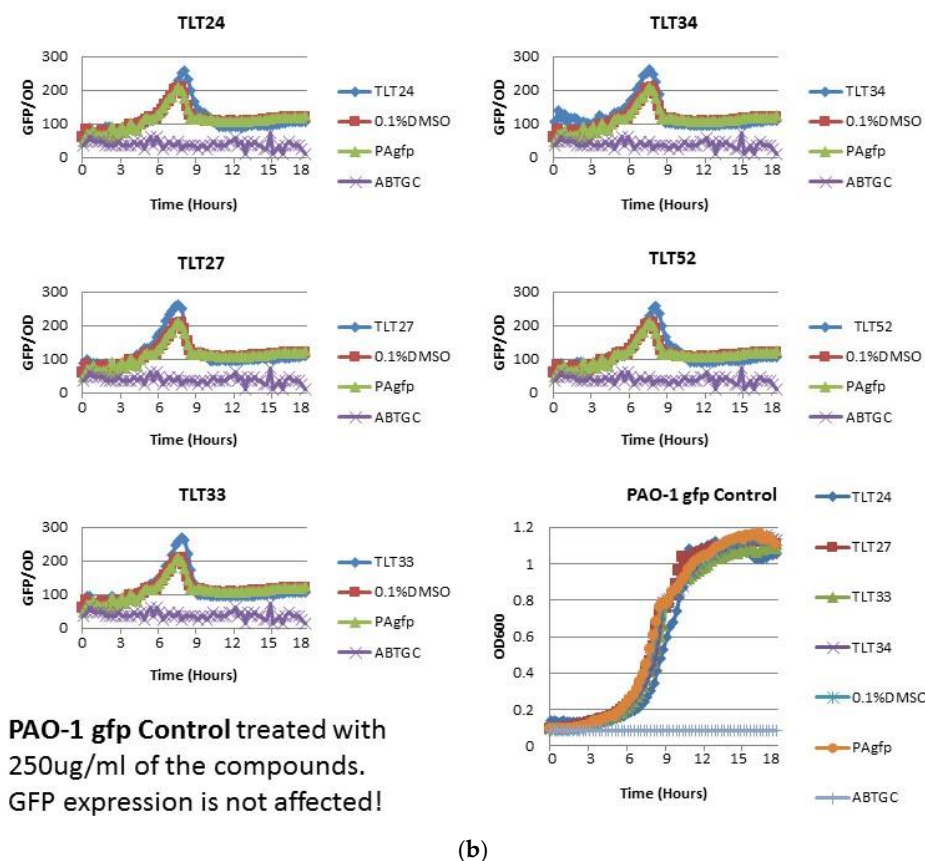 TLT24
300
200
100
0
GFP/OD
0 3 6 9 12 15 18
Time (Hours)
TLT24
0.1%DMSO
PAgfp
ABTGC
TLT34
300
200
100
0
GFP/OD
0 3 6 9 12 15 18
Time (Hours)
TLT34
0.1%DMSO
PAgfp
ABTGC
TLT27
300
200
100
0
GFP/OD
0 3 6 9 12 15 18
Time (Hours)
TLT27
0.1%DMSO
PAgfp
ABTGC
TLT52
300
200
100
0
GFP/OD
0 3 6 9 12 15 18
Time (Hours)
TLT52
0.1%DMSO
PAgfp
ABTGC
TLT33
300
200
100
0
GFP/OD
0 3 6 9 12 15 18
Time (Hours)
TLT33
0.1%DMSO
PAgfp
ABTGC
PAO-1 gfp Control
1.2
1
0.8
0.6
0.4
0.2
0
OD600
0 3 6 9 12 15 18
Time (Hours)
TLT24
TLT27
TLT33
TLT34
0.1%DMSO
PAgfp
ABTGC
PAO-1 gfp Control treated with
250ug/ml of the compounds.
GFP expression is not affected!
(b)